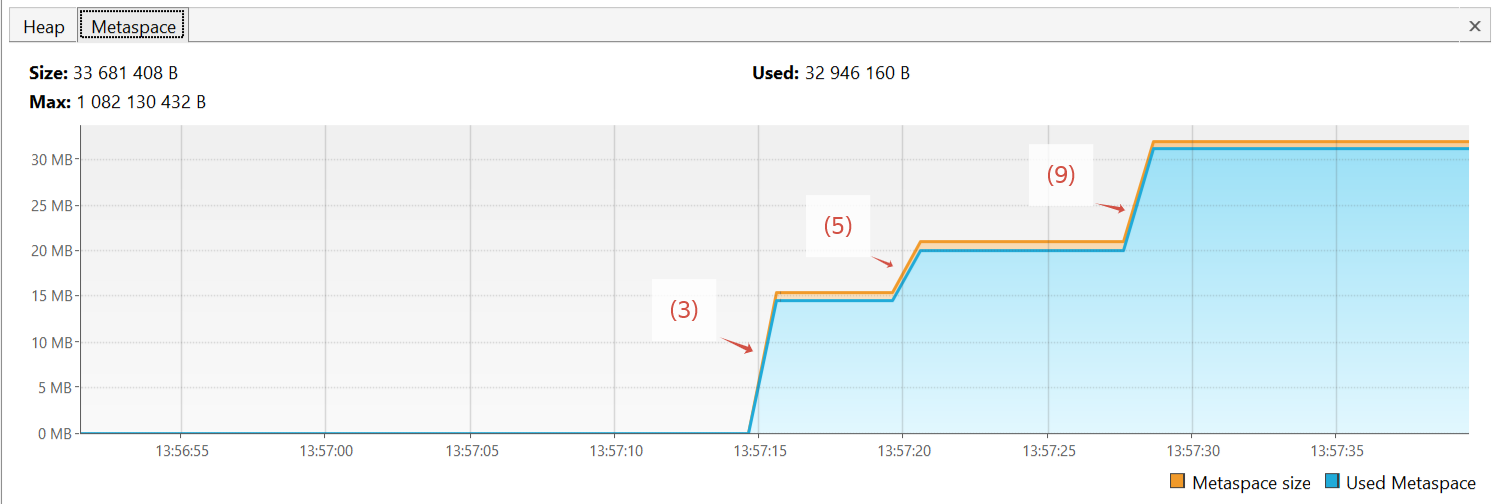 Heap Metaspace ×
Size: 33 681 408 B Used: 32 946 160 B
Max: 1 082 130 432 B
30 MB
25 MB
20 MB
15 MB
10 MB
5 MB
0 MB
(3)
(5)
(9)
13:56:55 13:57:00 13:57:05 13:57:10 13:57:15 13:57:20 13:57:25 13:57:30 13:57:35
Metaspace size Used Metaspace